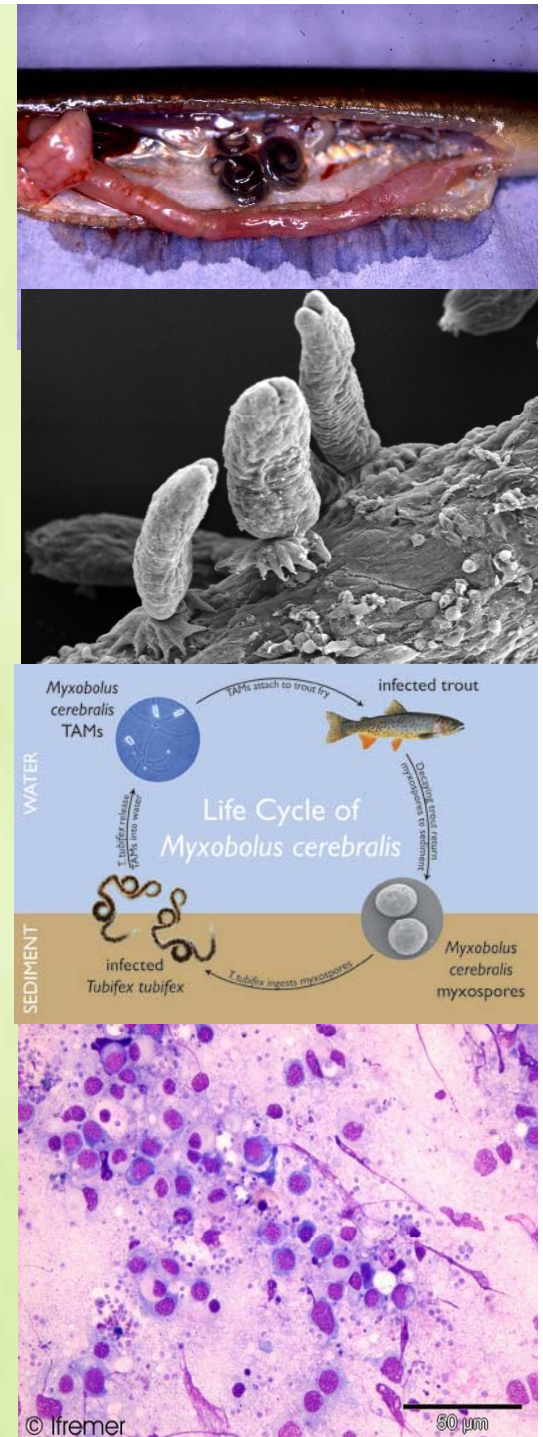 Myxobolus
cerebralis
TAMs
TAMs attach to trout fry
infected trout
WATER
Decaying trout return
myxospores to sediment
Life Cycle of
Myxobolus cerebralis
T. tubifex release
TAMs into water
SEDIMENT
infected
Tubifex tubifex
T. tubifex ingests myxospores
Myxobolus
cerebralis
myxospores
© Ifremer
50 µm